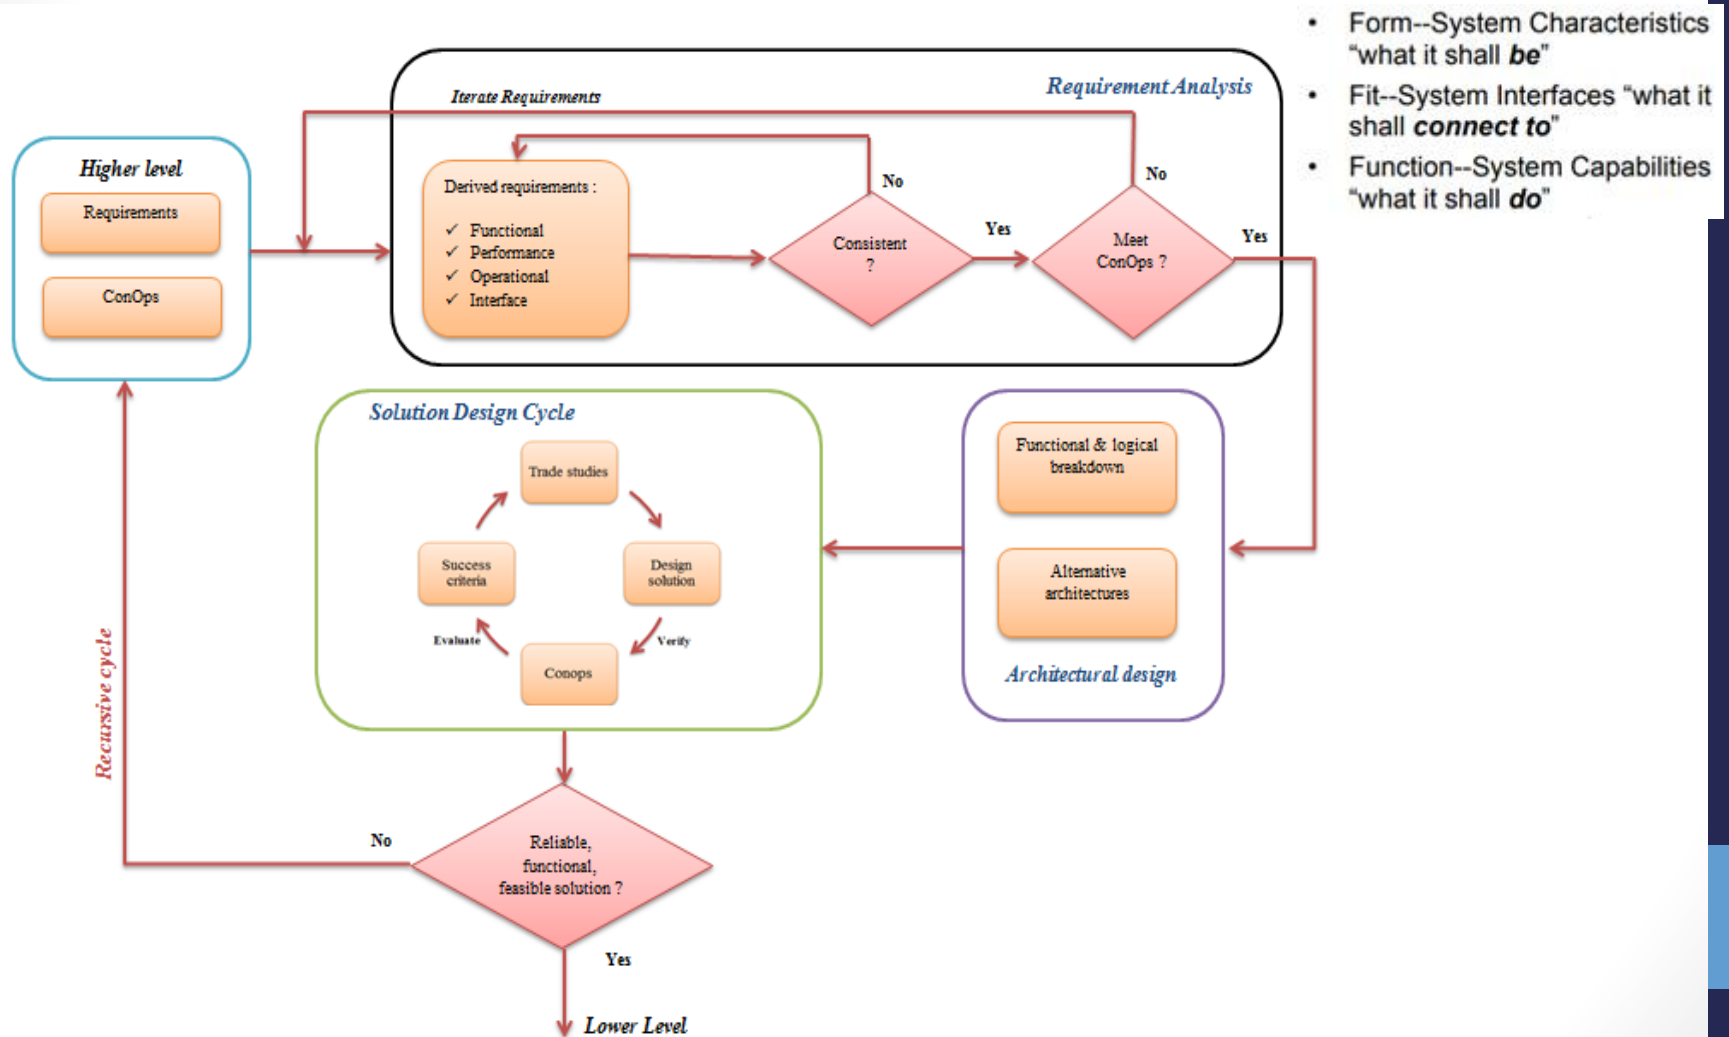 • Form--System Characteristics
“what it shall be”
• Fit--System Interfaces “what it
shall connect to”
• Function--System Capabilities
“what it shall do”
Requirement Analysis
Iterate Requirements
Higher level
Requirements
ConOps
Derived requirements :
✓ Functional
✓ Performance
✓ Operational
✓ Interface
No
Consistent
?
Yes
No
Meet
ConOps ?
Yes
Solution Design Cycle
Trade studies
Success
criteria
Design
solution
Evaluate
Verify
Conops
Functional & logical
breakdown
Alternative
architectures
Architectural design
Recursive cycle
No
Reliable,
functional,
feasible solution ?
Yes
Lower Level